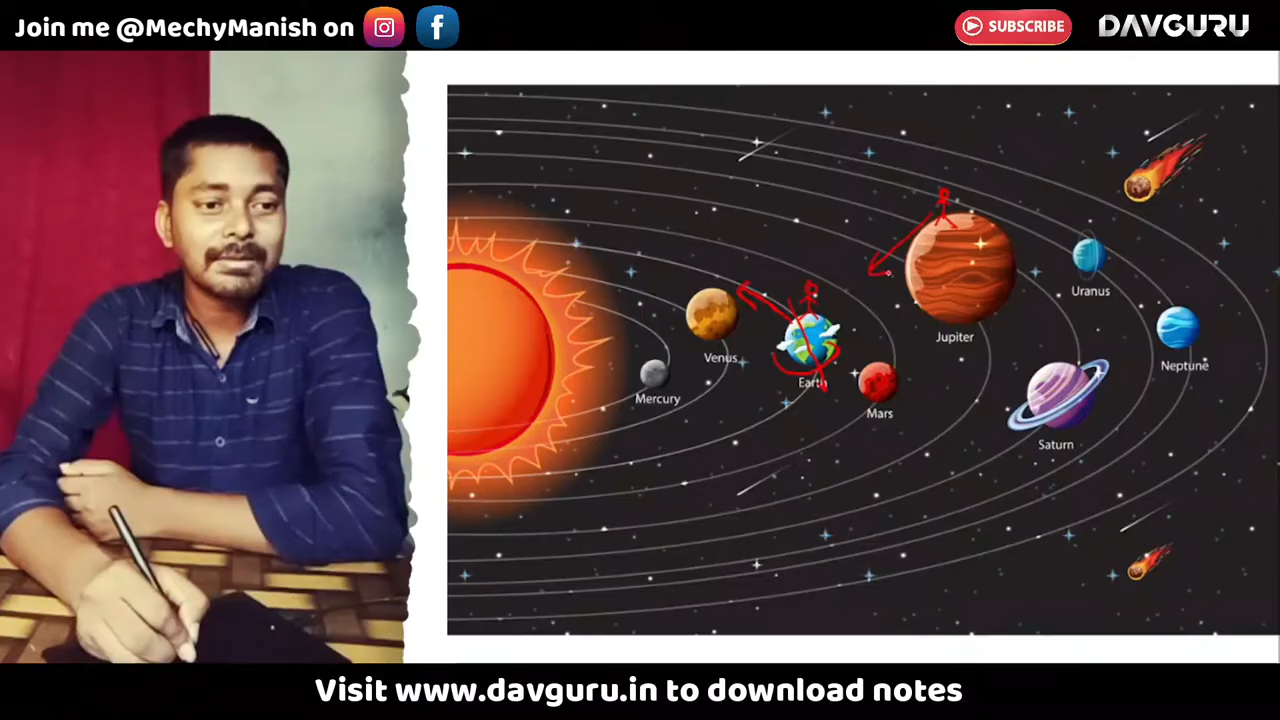 Join me @MechyManish on
SUBSCRIBE
DAVGURU
Uranus
Jupiter
Venus
Neptune
Earth
Mercury
Mars
Saturn
Visit www.davguru.in to download notes